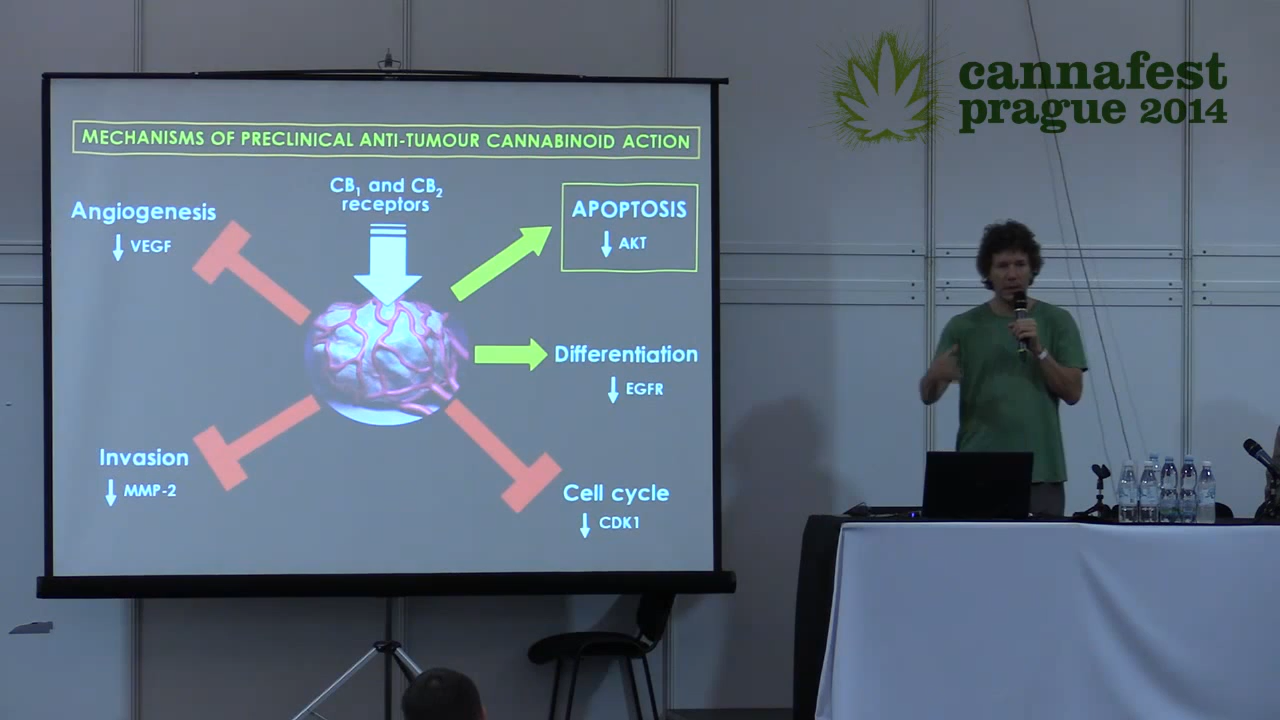 cannafest
prague 2014
MECHANISMS OF PRECLINICAL ANTI-TUMOUR CANNABINOID ACTION
CB₁ and CB₂
receptors
Angiogenesis
↓ VEGF
APOPTOSIS
↓ AKT
Differentiation
↓ EGFR
Invasion
↓ MMP-2
Cell cycle
↓ CDK1